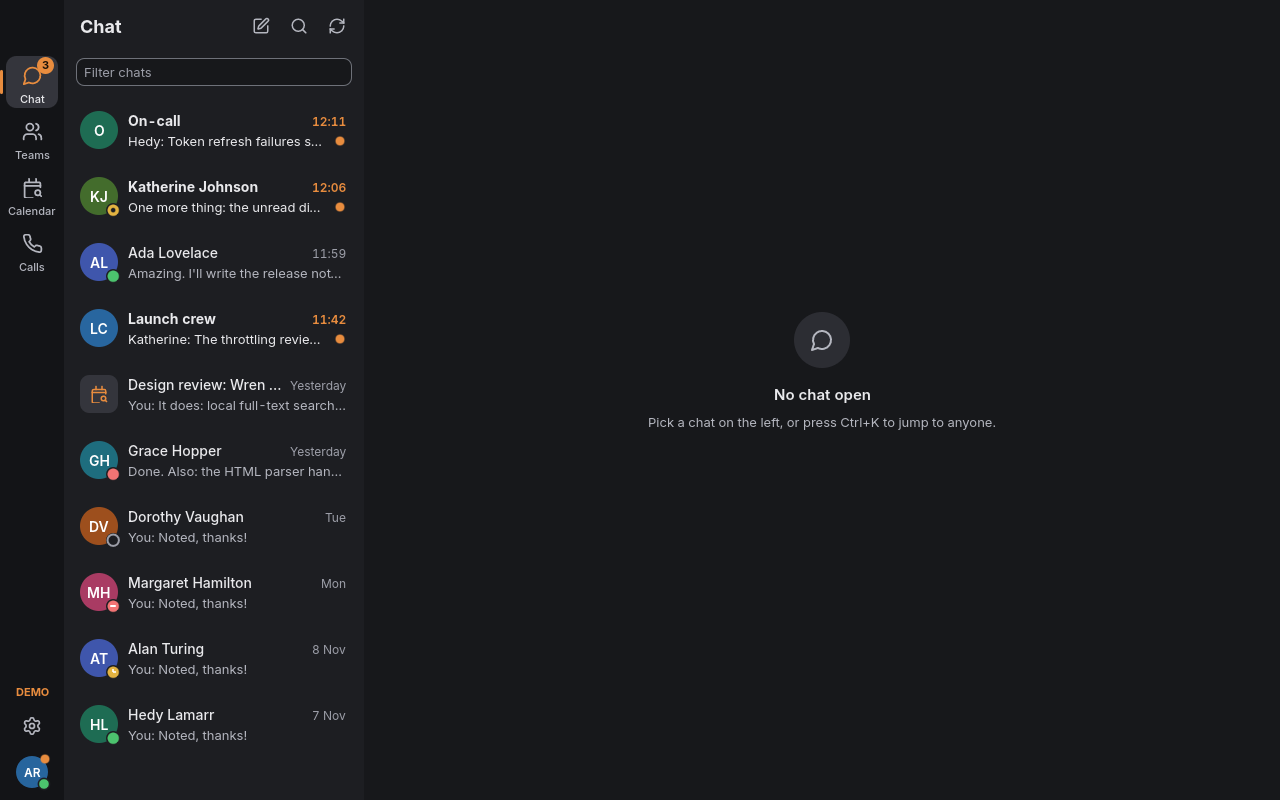 Chat
Filter chats
3
Chat
Teams
Calendar
Calls
O
On-call
12:11
Hedy: Token refresh failures s...
KJ
Katherine Johnson
12:06
One more thing: the unread di...
AL
Ada Lovelace
11:59
Amazing. I'll write the release not...
LC
Launch crew
11:42
Katherine: The throttling revie...
Design review: Wren ...
Yesterday
You: It does: local full-text search...
GH
Grace Hopper
Yesterday
Done. Also: the HTML parser han...
DV
Dorothy Vaughan
Tue
You: Noted, thanks!
MH
Margaret Hamilton
Mon
You: Noted, thanks!
AT
Alan Turing
8 Nov
You: Noted, thanks!
HL
Hedy Lamarr
7 Nov
You: Noted, thanks!
DEMO
AR
No chat open
Pick a chat on the left, or press Ctrl+K to jump to anyone.